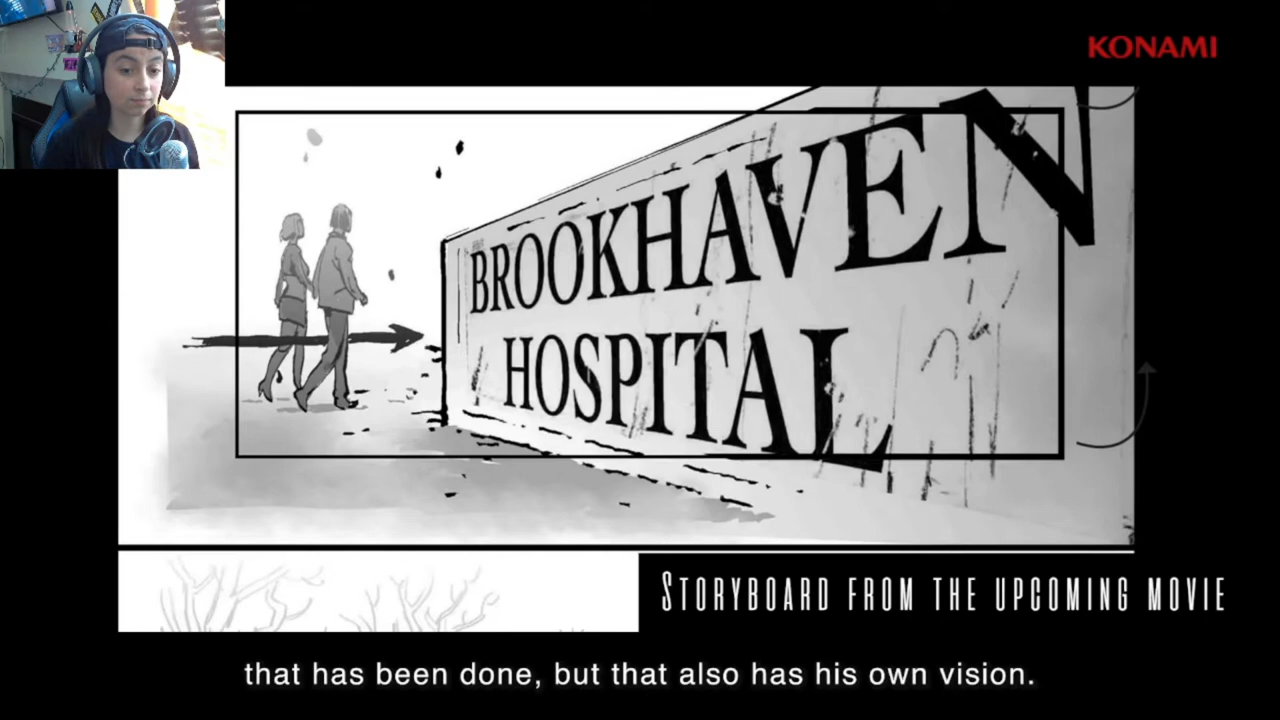 KONAMI
BROOKHAVEN
HOSPITAL
STORYBOARD FROM THE UPCOMING MOVIE
that has been done, but that also has his own vision.